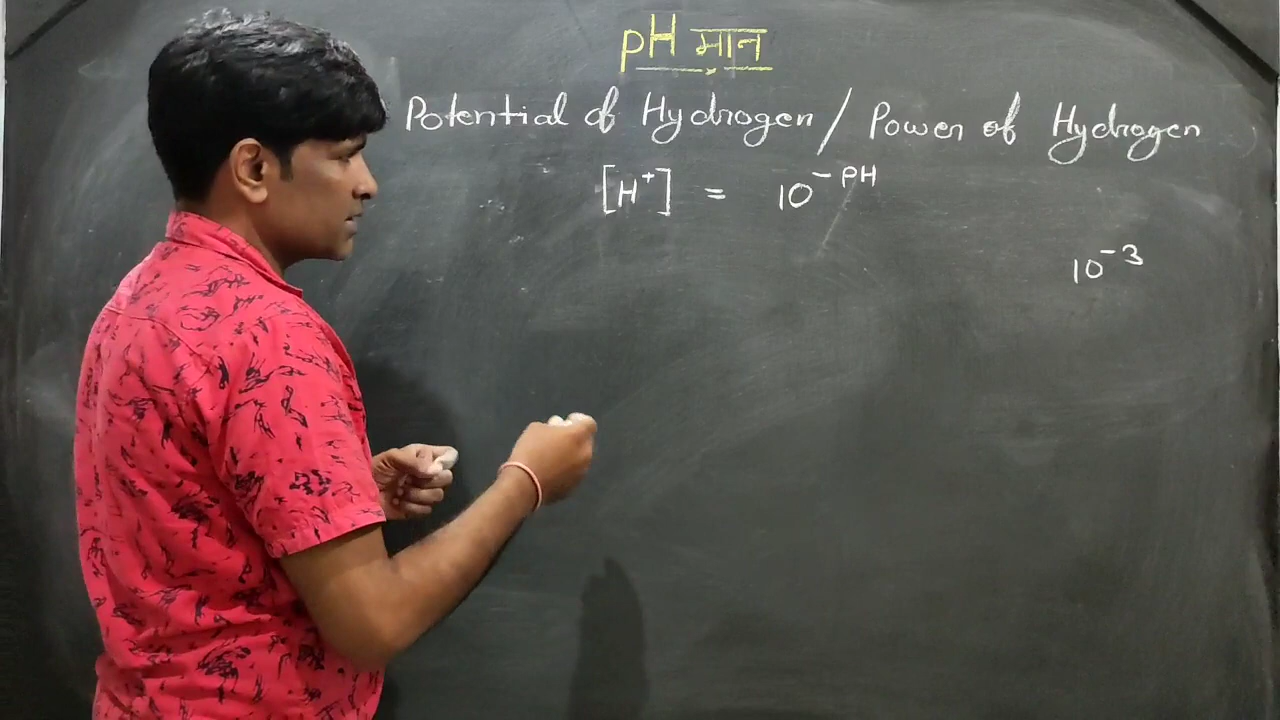 pH मान
Potential of Hydrogen / Power of Hydrogen
[H⁺] = 10⁻ᴾᴴ
10⁻³